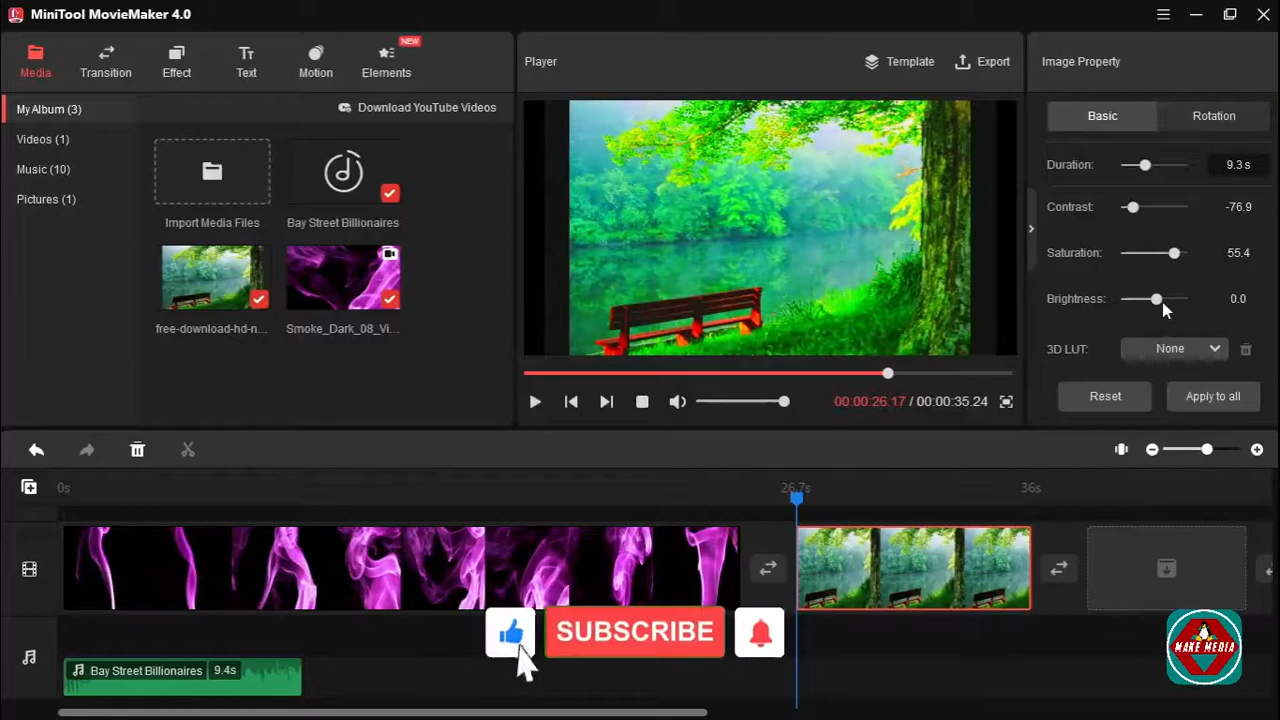 MiniTool MovieMaker 4.0
Media
Transition
Effect
Text
Motion
NEW
Elements
Player
Template
Export
Image Property
My Album (3)
Videos (1)
Music (10)
Pictures (1)
Download YouTube Videos
Import Media Files
Bay Street Billionaires
free-download-hd-n...
Smoke_Dark_08_Vi...
Basic
Rotation
Duration: 9.3 s
Contrast: -76.9
Saturation: 55.4
Brightness: 0.0
3D LUT: None
Reset
Apply to all
00:00:26.17 / 00:00:35.24
0s
26.7s
36s
SUBSCRIBE
Bay Street Billionaires 9.4s
MAKE MEDIA